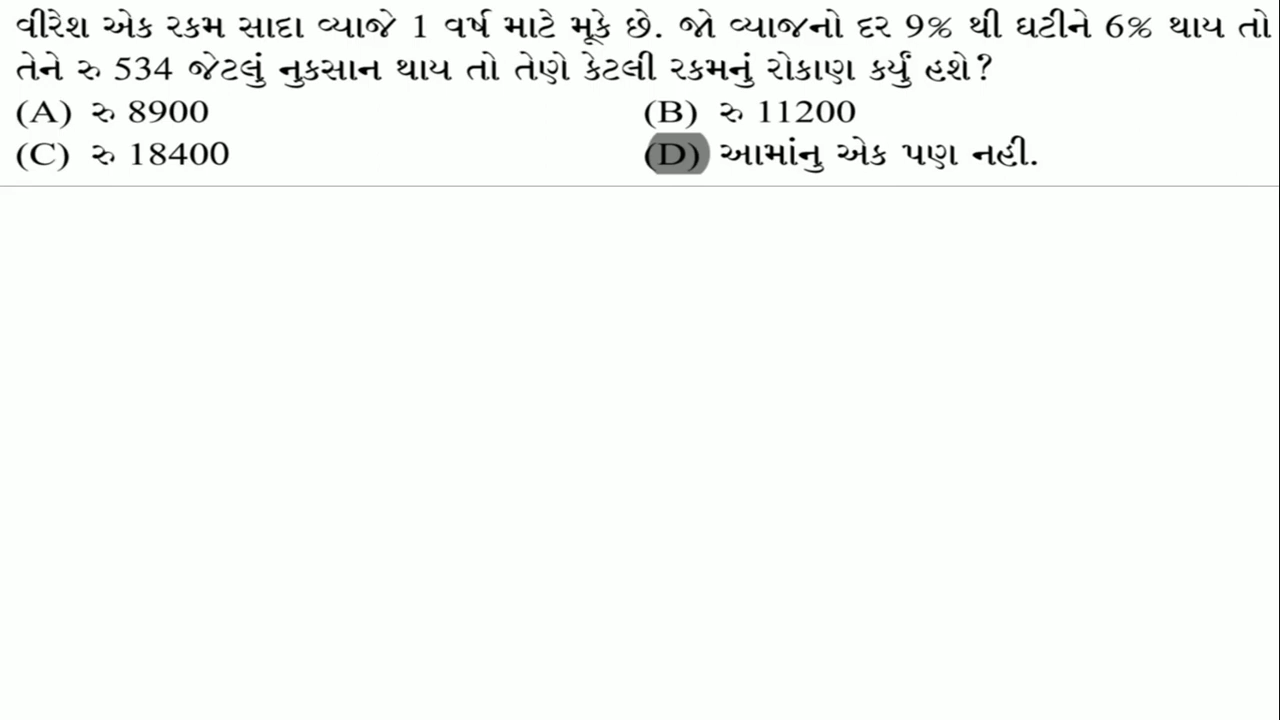 વીરેશ એક રકમ સાદા વ્યાજે 1 વર્ષ માટે મૂકે છે. જો વ્યાજનો દર 9% થી ઘટીને 6% થાય તો
તેને રુ 534 જેટલું નુકસાન થાય તો તેણે કેટલી રકમનું રોકાણ કર્યું હશે?
(A) રુ 8900 (B) રુ 11200
(C) રુ 18400 (D) આમાંનુ એક પણ નહી.